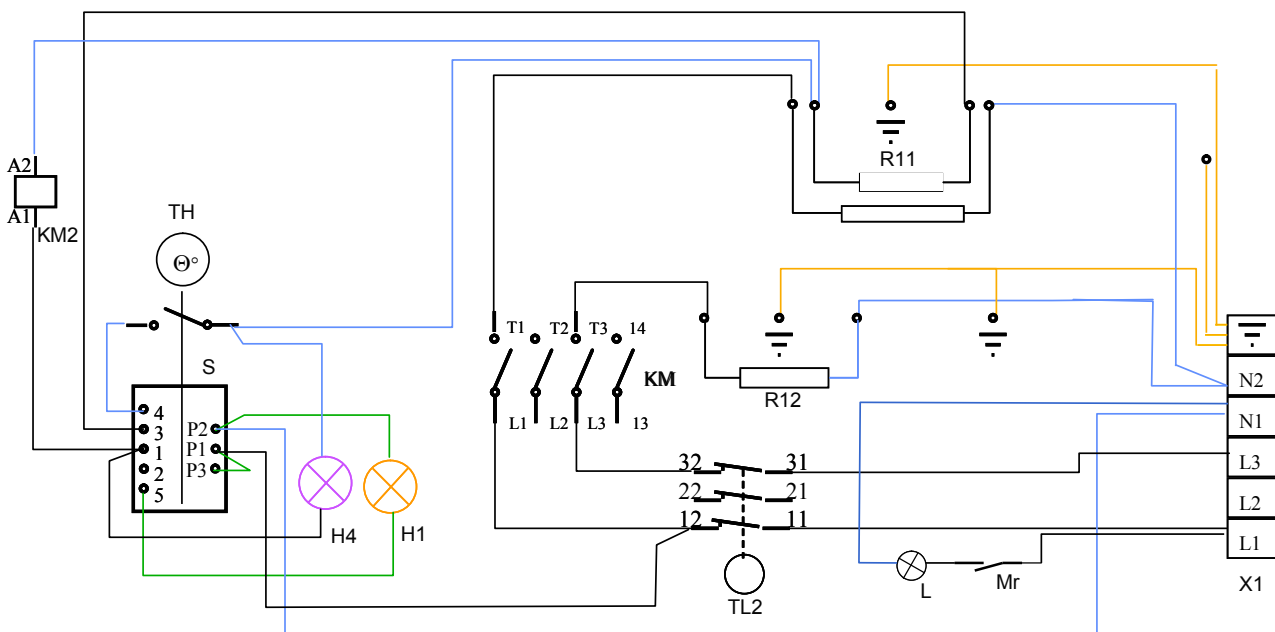 R11
A2
A1
KM2
TH
Θ°
T1 T2 T3 14
KM
L1 L2 L3 13
R12
S
4
3
1
2
5
P2
P1
P3
H4
H1
32 31
22 21
12 11
TL2
L
Mr
N2
N1
L3
L2
L1
X1